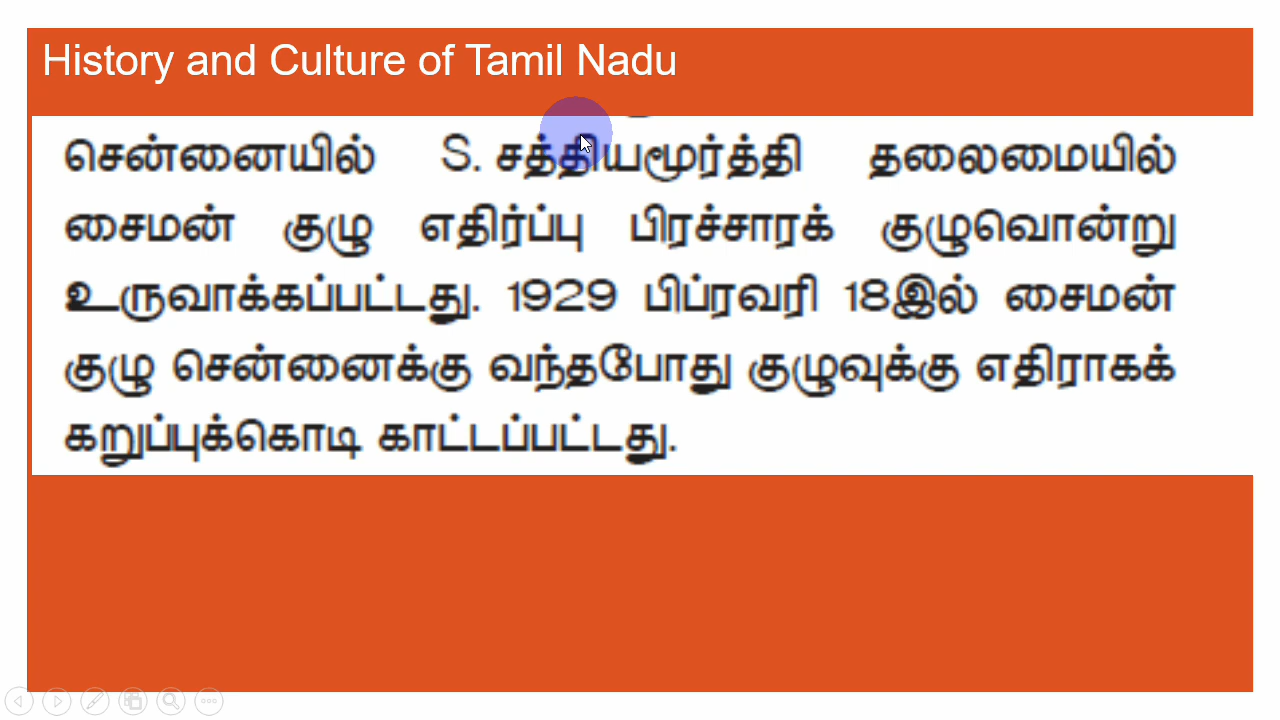 History and Culture of Tamil Nadu
சென்னையில் S. சத்தியமூர்த்தி தலைமையில்
சைமன் குழு எதிர்ப்பு பிரச்சாரக் குழுவொன்று
உருவாக்கப்பட்டது. 1929 பிப்ரவரி 18இல் சைமன்
குழு சென்னைக்கு வந்தபோது குழுவுக்கு எதிராகக்
கறுப்புக்கொடி காட்டப்பட்டது.